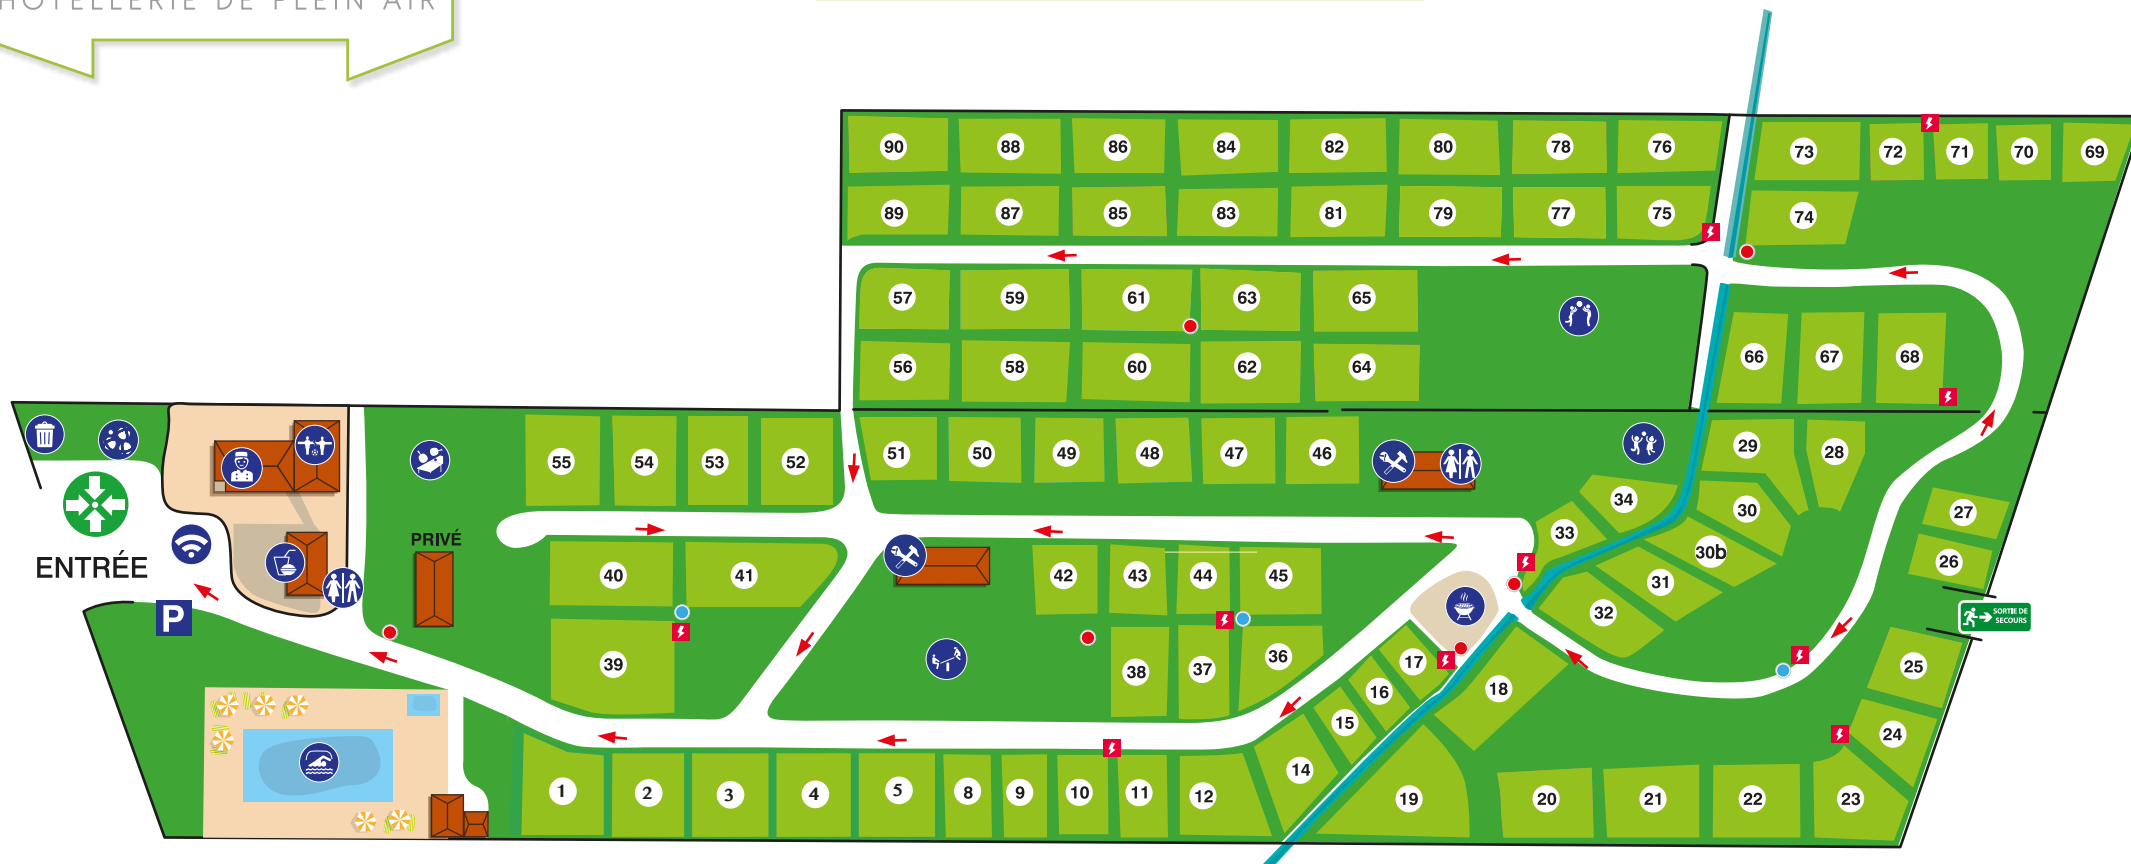 HÔTELLERIE DE PLEIN AIR
90 88 86 84 82 80 78 76 73 72 71 70 69
89 87 85 83 81 79 77 75 74
57 59 61 63 65
56 58 60 62 64 66 67 68
55 54 53 52 51 50 49 48 47 46 29 28
34 30 27
33 30b 26
ENTRÉE
PRIVÉ
40 41 42 43 44 45 31
32
P
SORTIE DE
SECOURS
39 38 37 36 17 25
16 18
15 24
14
1 2 3 4 5 8 9 10 11 12 19 20 21 22 23